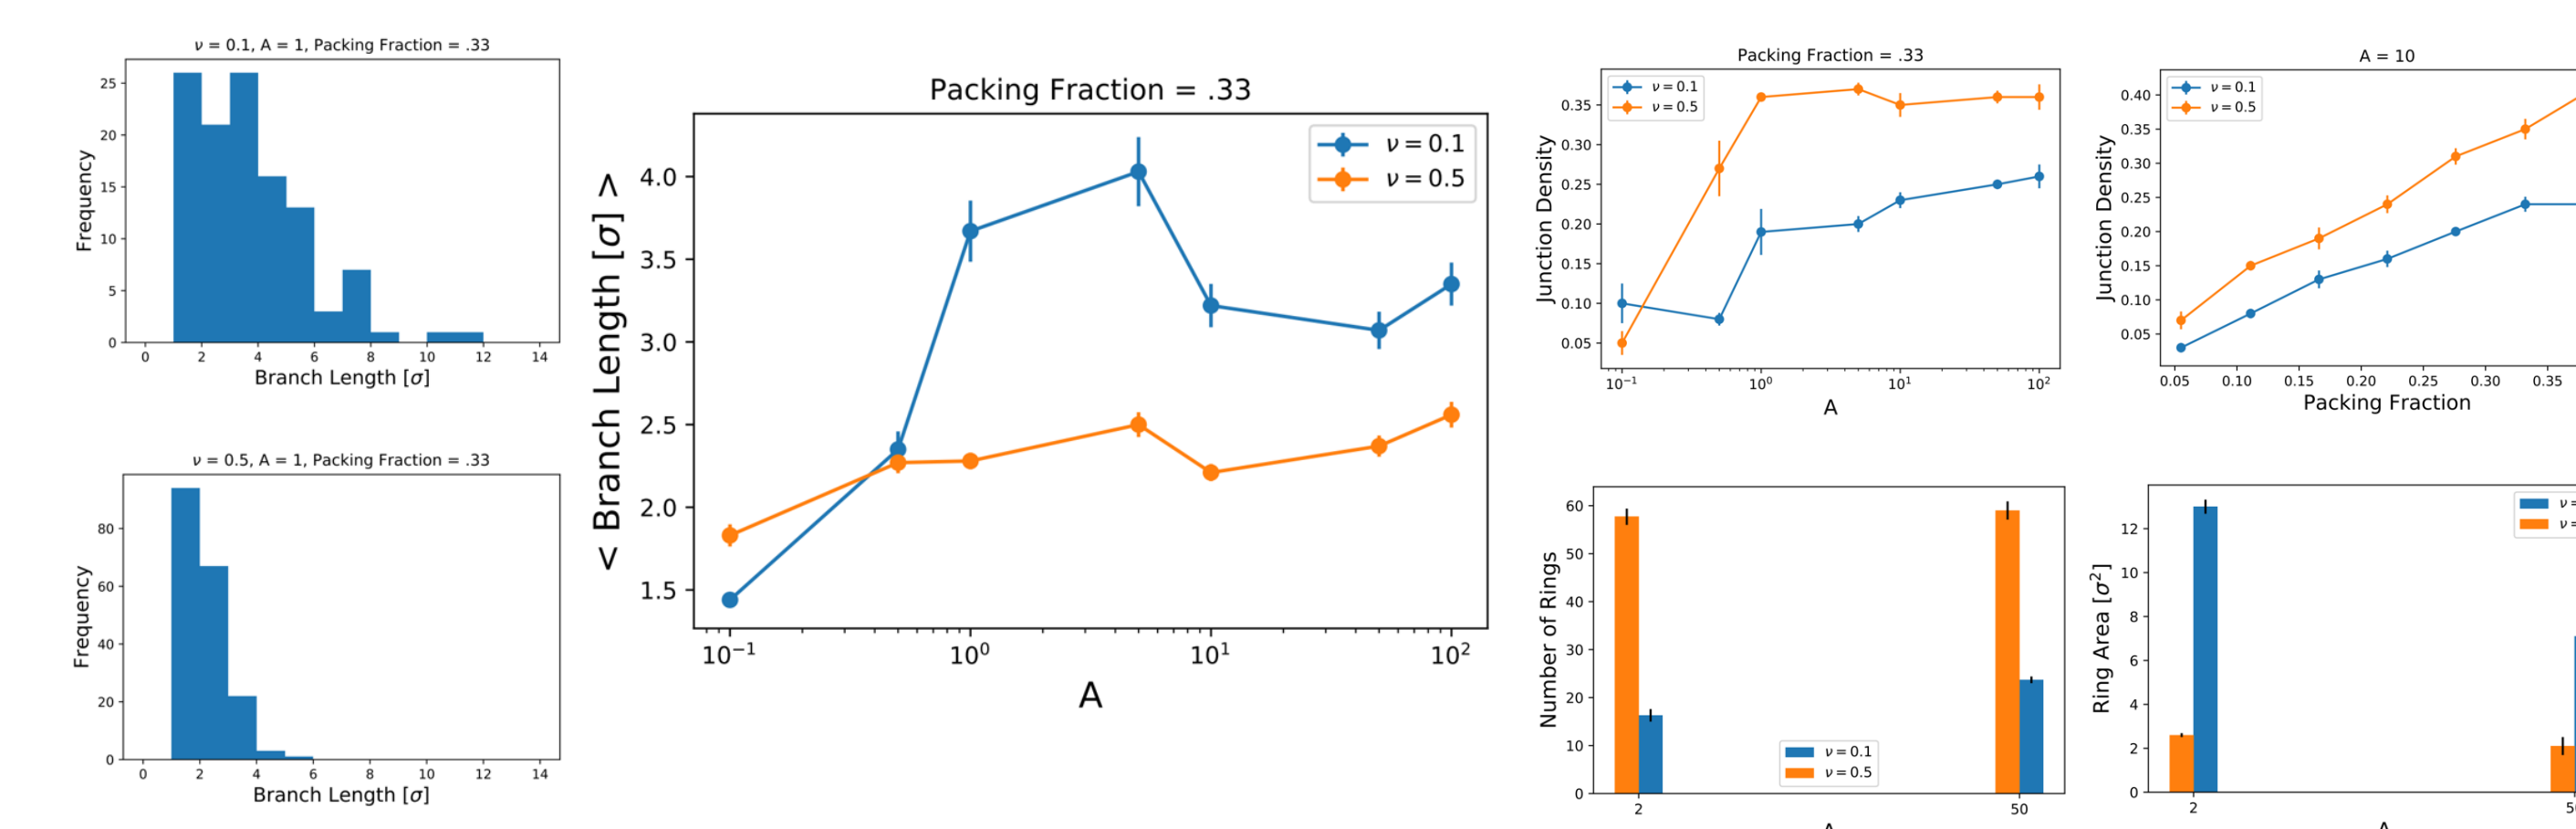 ν = 0.1, A = 1, Packing Fraction = .33
Frequency
25
20
15
10
5
0
0 2 4 6 8 10 12 14
Branch Length [σ]
ν = 0.5, A = 1, Packing Fraction = .33
Frequency
80
60
40
20
0
0 2 4 6 8 10 12 14
Branch Length [σ]
Packing Fraction = .33
ν = 0.1
ν = 0.5
< Branch Length [σ] >
4.0
3.5
3.0
2.5
2.0
1.5
10⁻¹ 10⁰ 10¹ 10²
A
Packing Fraction = .33
ν = 0.1
ν = 0.5
Junction Density
0.35
0.30
0.25
0.20
0.15
0.10
0.05
10⁻¹ 10⁰ 10¹ 10²
A
A = 10
ν = 0.1
ν = 0.5
Junction Density
0.40
0.35
0.30
0.25
0.20
0.15
0.10
0.05
0.05 0.10 0.15 0.20 0.25 0.30 0.35
Packing Fraction
Number of Rings
60
50
40
30
20
10
0
ν = 0.1
ν = 0.5
2 50
Ring Area [σ²]
12
10
8
6
4
2
0
ν =
ν =
2